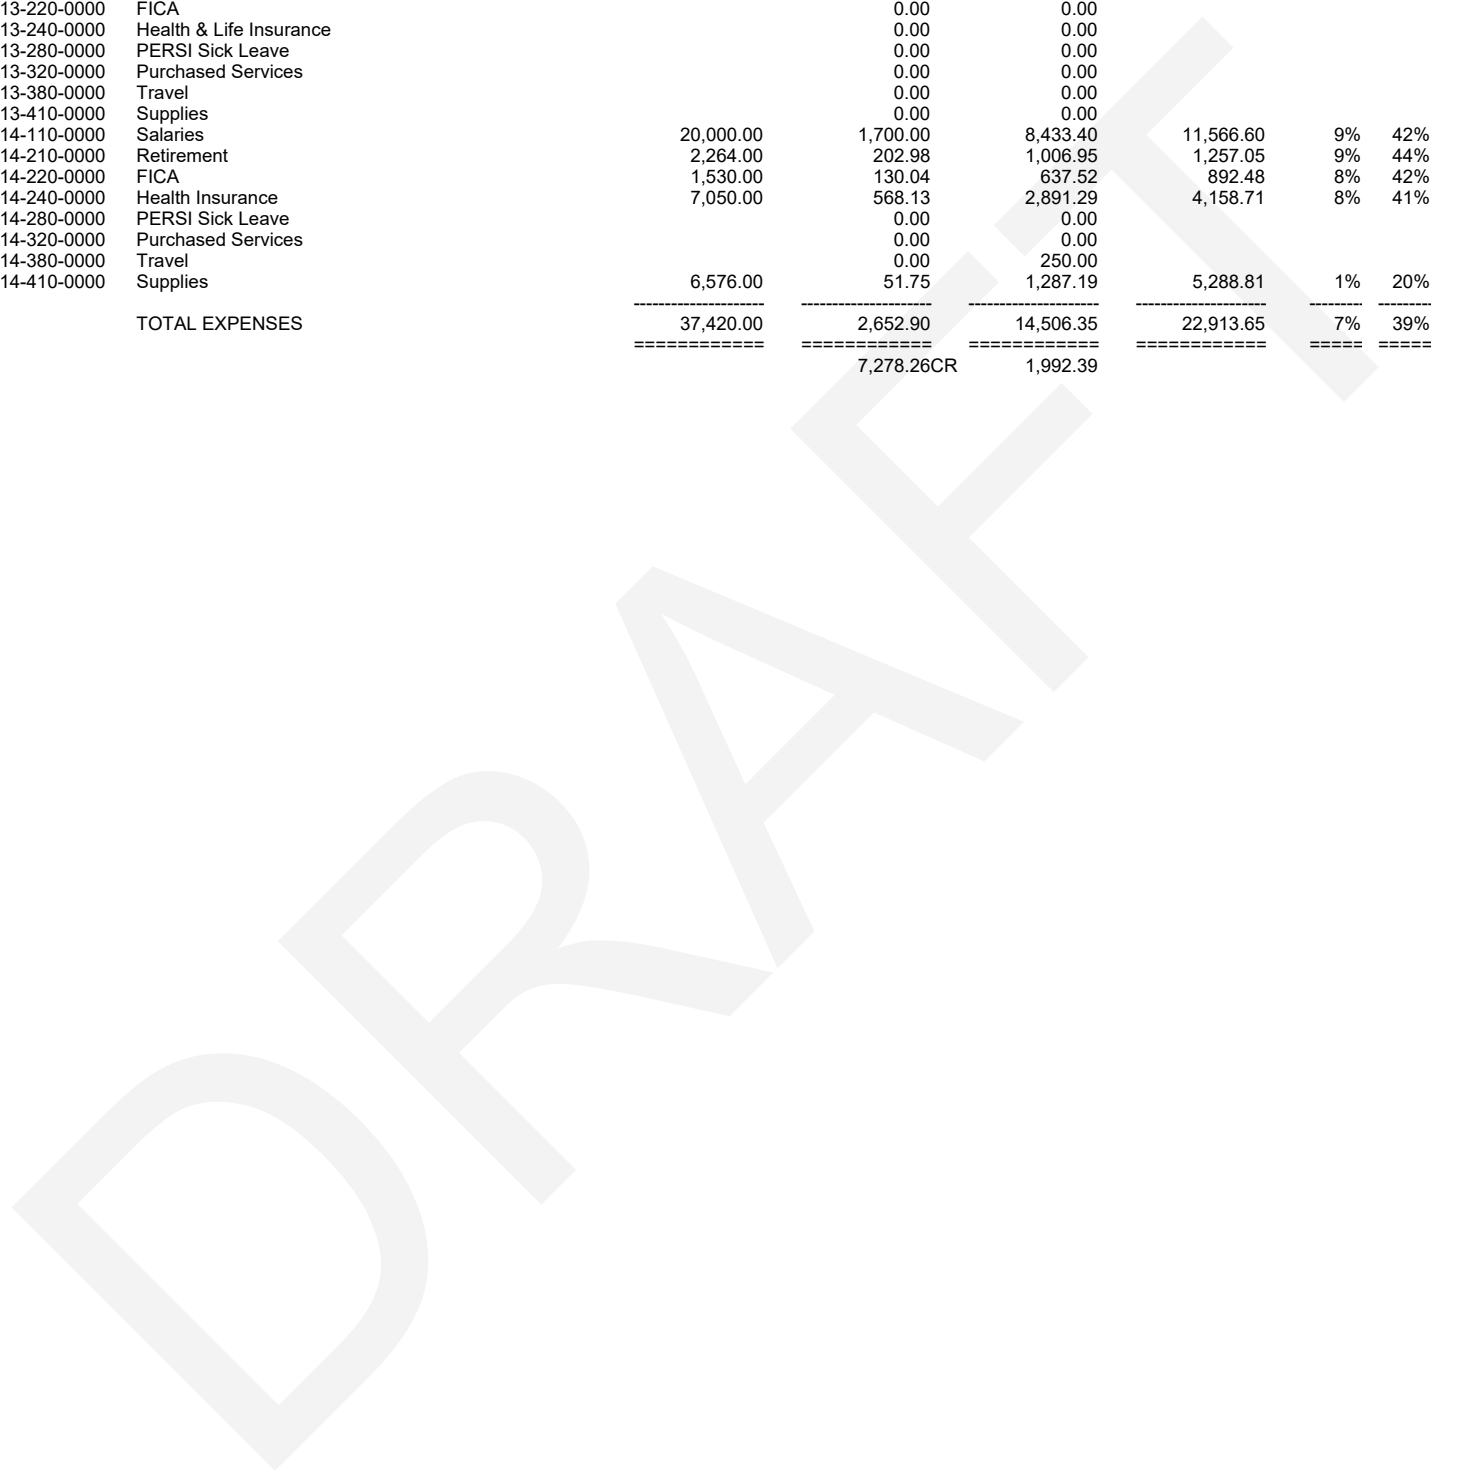 13-220-0000 FICA 0.00 0.00
13-240-0000 Health & Life Insurance 0.00 0.00
13-280-0000 PERSI Sick Leave 0.00 0.00
13-320-0000 Purchased Services 0.00 0.00
13-380-0000 Travel 0.00 0.00
13-410-0000 Supplies 0.00 0.00
14-110-0000 Salaries 20,000.00 1,700.00 8,433.40 11,566.60 9% 42%
14-210-0000 Retirement 2,264.00 202.98 1,006.95 1,257.05 9% 44%
14-220-0000 FICA 1,530.00 130.04 637.52 892.48 8% 42%
14-240-0000 Health Insurance 7,050.00 568.13 2,891.29 4,158.71 8% 41%
14-280-0000 PERSI Sick Leave 0.00 0.00
14-320-0000 Purchased Services 0.00 0.00
14-380-0000 Travel 0.00 250.00
14-410-0000 Supplies 6,576.00 51.75 1,287.19 5,288.81 1% 20%
--------------------- --------------------- --------------------- --------------------- --------- ---------
TOTAL EXPENSES 37,420.00 2,652.90 14,506.35 22,913.65 7% 39%
============ ============ ============ ============ ===== =====
7,278.26CR 1,992.39
DRAFT